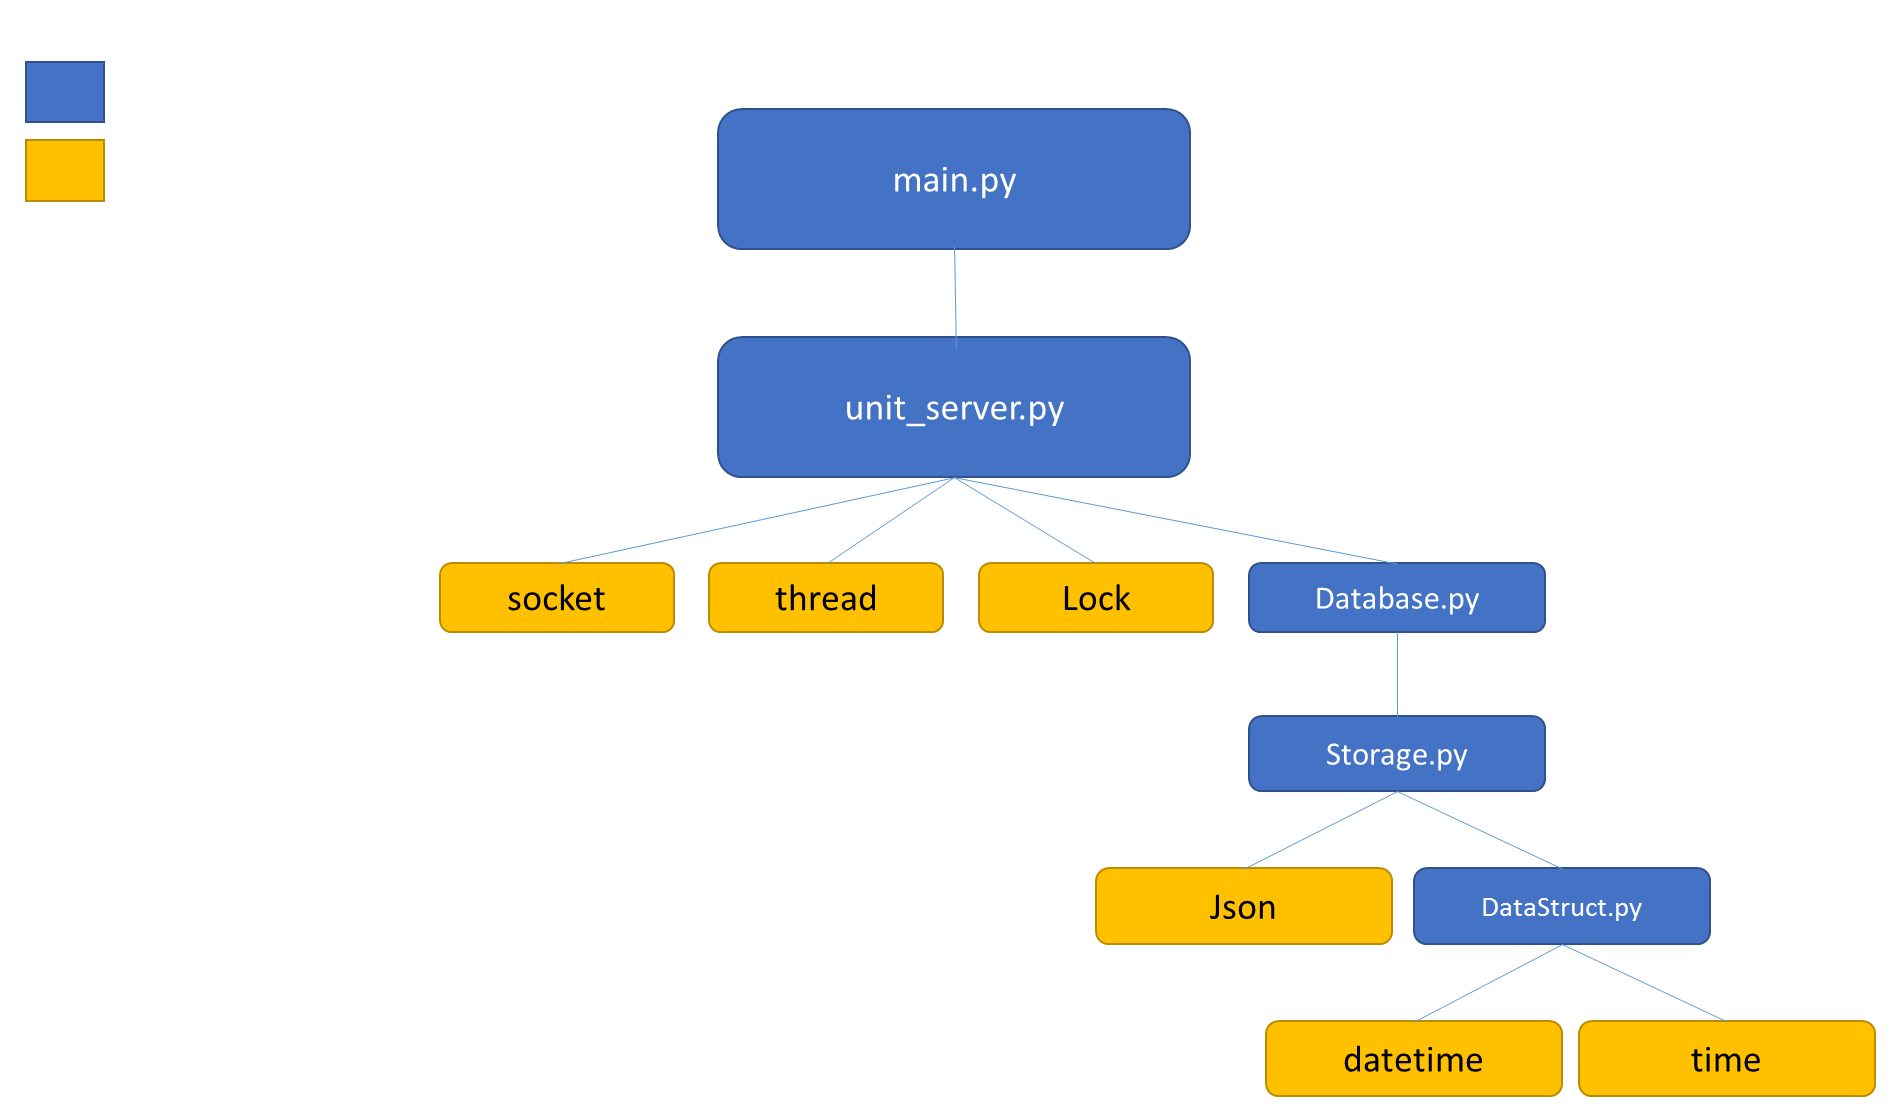 main.py
unit_server.py
socket
thread
Lock
Database.py
Storage.py
Json
DataStruct.py
datetime
time